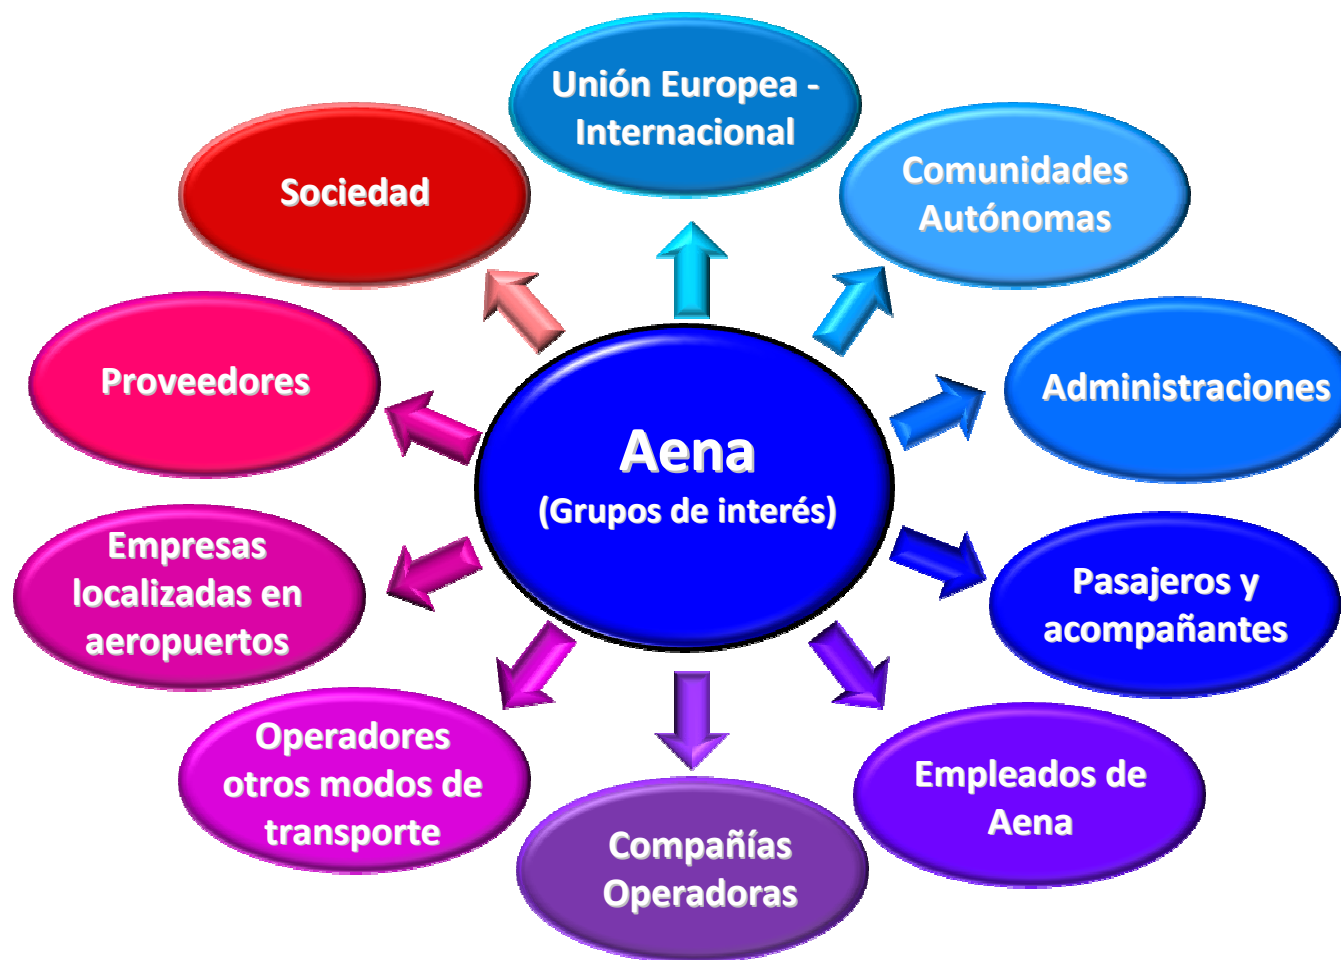 Unión Europea -
Internacional
Comunidades
Autónomas
Sociedad
Administraciones
Proveedores
Aena
(Grupos de interés)
Empresas
localizadas en
aeropuertos
Pasajeros y
acompañantes
Operadores
otros modos de
transporte
Empleados de
Aena
Compañías
Operadoras